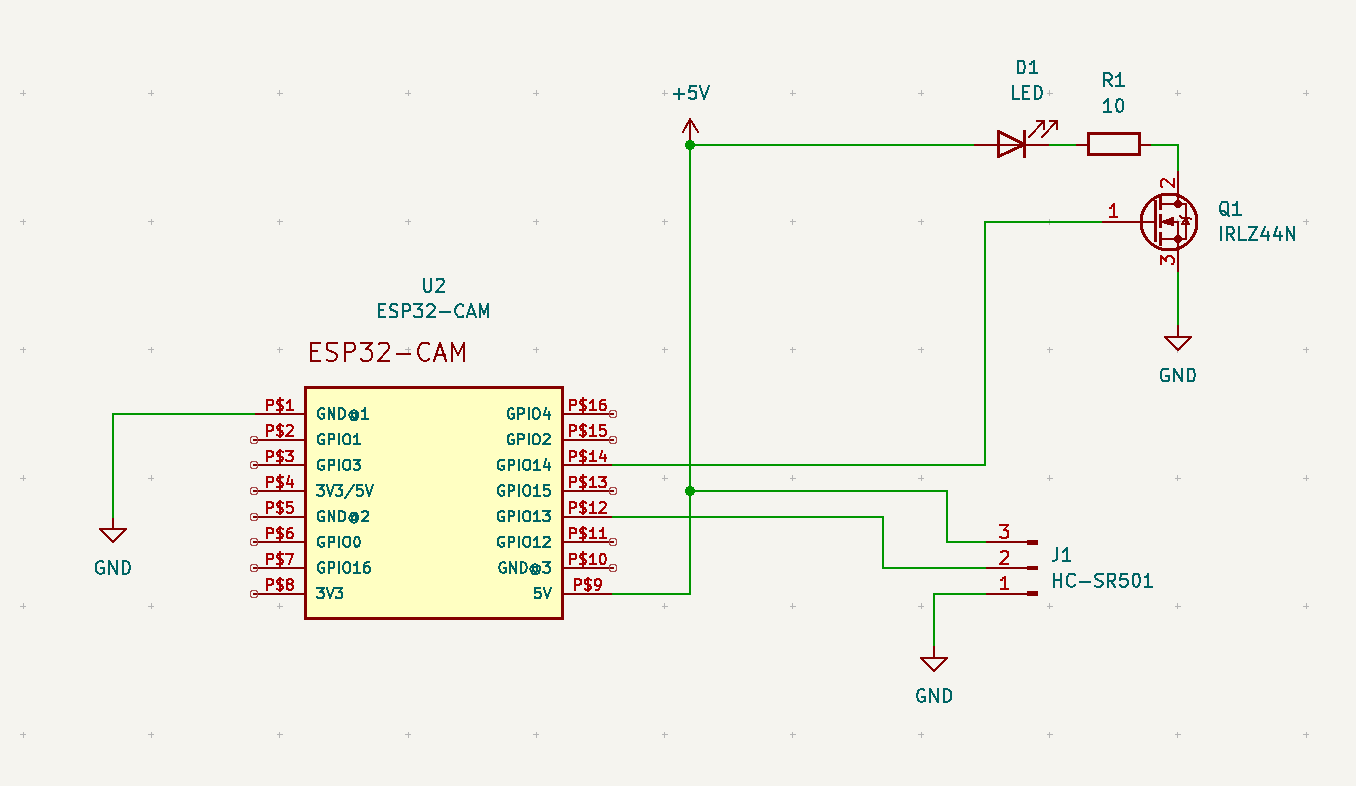 D1
LED
R1
10
+5V
2
1
3
Q1
IRLZ44N
GND
U2
ESP32-CAM
ESP32-CAM
P$1 GND@1 GPIO4 P$16
P$2 GPIO1 GPIO2 P$15
P$3 GPIO3 GPIO14 P$14
P$4 3V3/5V GPIO15 P$13
P$5 GND@2 GPIO13 P$12
P$6 GPIO0 GPIO12 P$11
P$7 GPIO16 GND@3 P$10
P$8 3V3 5V P$9
GND
3
2
1
J1
HC-SR501
GND